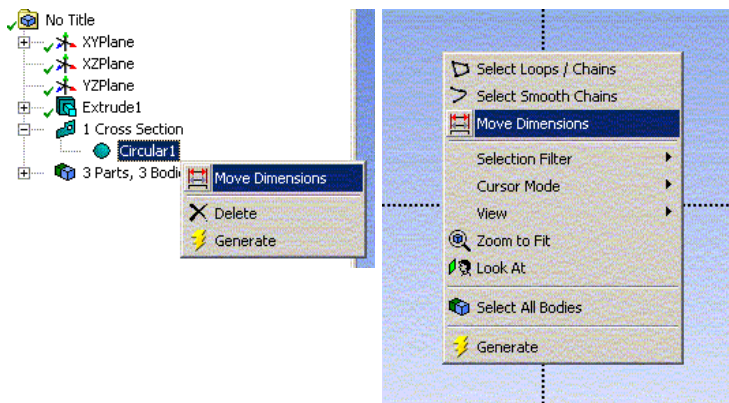 No Title
XYPlane
XZPlane
YZPlane
Extrude1
1 Cross Section
Circular1
3 Parts, 3
Move Dimensions
Delete
Generate
Select Loops / Chains
Select Smooth Chains
Move Dimensions
Selection Filter
Cursor Mode
View
Zoom to Fit
Look At
Select All Bodies
Generate